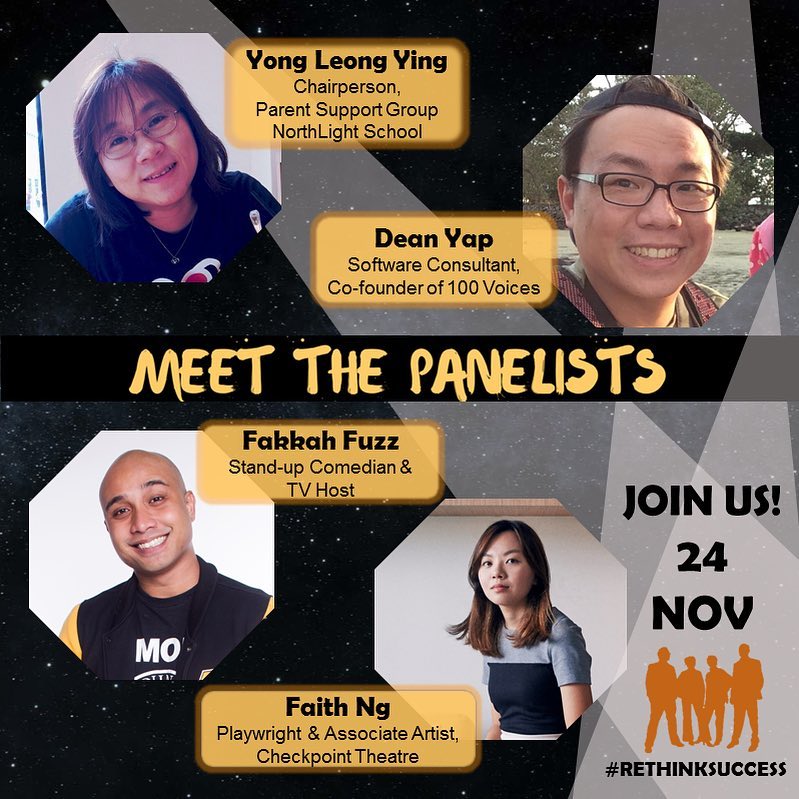 Yong Leong Ying
Chairperson,
Parent Support Group
NorthLight School
Dean Yap
Software Consultant,
Co-founder of 100 Voices
MEET THE PANELISTS
Fakkah Fuzz
Stand-up Comedian &
TV Host
MO
JOIN US!
24
NOV
Faith Ng
Playwright & Associate Artist,
Checkpoint Theatre
#RETHINKSUCCESS